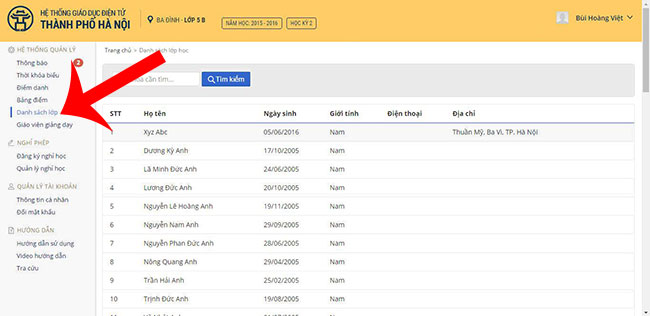 HỆ THỐNG GIÁO DỤC ĐIỆN TỬ
THÀNH PHỐ HÀ NỘI
BA ĐÌNH - LỚP 5 B
NĂM HỌC: 2015 - 2016
HỌC KỲ 2
Bùi Hoàng Việt
HỆ THỐNG QUẢN LÝ
Thông báo
2
Thời khóa biểu
Điểm danh
Bảng điểm
Danh sách lớp
Giáo viên giảng dạy
NGHỈ PHÉP
Đăng ký nghỉ học
Quản lý nghỉ học
QUẢN LÝ TÀI KHOẢN
Thông tin cá nhân
Đổi mật khẩu
HƯỚNG DẪN
Hướng dẫn sử dụng
Video hướng dẫn
Tra cứu
Trang chủ > Danh sách lớp học
cần tìm...
Tìm kiếm
STT Họ tên Ngày sinh Giới tính Điện thoại Địa chỉ
1 Xyz Abc 05/06/2016 Nam Thuần Mỹ, Ba Vì, TP. Hà Nội
2 Dương Kỳ Anh 17/10/2005 Nam
3 Lã Minh Đức Anh 24/06/2005 Nam
4 Lương Đức Anh 20/10/2005 Nam
5 Nguyễn Lê Hoàng Anh 19/11/2005 Nam
6 Nguyễn Nam Anh 29/09/2005 Nam
7 Nguyễn Phan Đức Anh 28/06/2005 Nam
8 Nông Quang Anh 29/04/2005 Nam
9 Trần Hải Anh 25/02/2005 Nam
10 Trịnh Đức Anh 19/08/2005 Nam